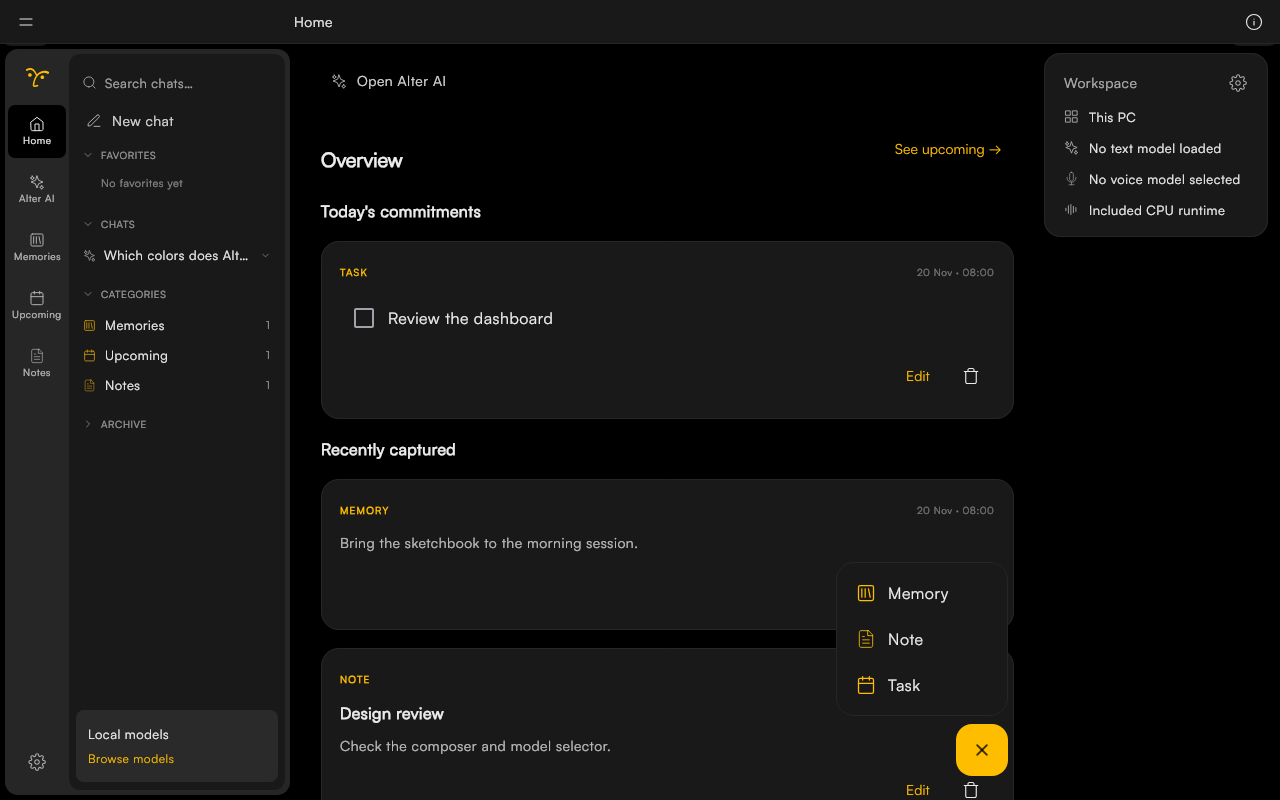 Home
Search chats...
New chat
FAVORITES
No favorites yet
CHATS
Which colors does Alt...
CATEGORIES
Memories 1
Upcoming 1
Notes 1
ARCHIVE
Local models
Browse models
Home
Alter AI
Memories
Upcoming
Notes
Open Alter AI
Overview
See upcoming →
Today's commitments
TASK
20 Nov • 08:00
Review the dashboard
Edit
Recently captured
MEMORY
20 Nov • 08:00
Bring the sketchbook to the morning session.
NOTE
Design review
Check the composer and model selector.
Edit
Memory
Note
Task
Workspace
This PC
No text model loaded
No voice model selected
Included CPU runtime